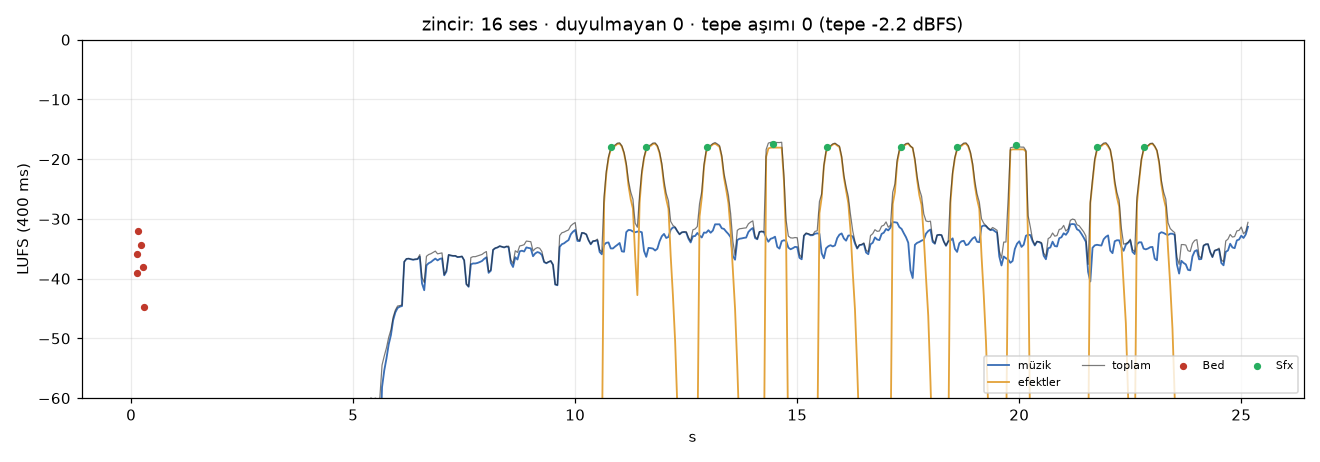 zincir: 16 ses · duyulmayan 0 · tepe aşımı 0 (tepe -2.2 dBFS)
LUFS (400 ms)
0
−10
−20
−30
−40
−50
−60
0 5 10 15 20 25
s
müzik toplam Bed Sfx
efektler